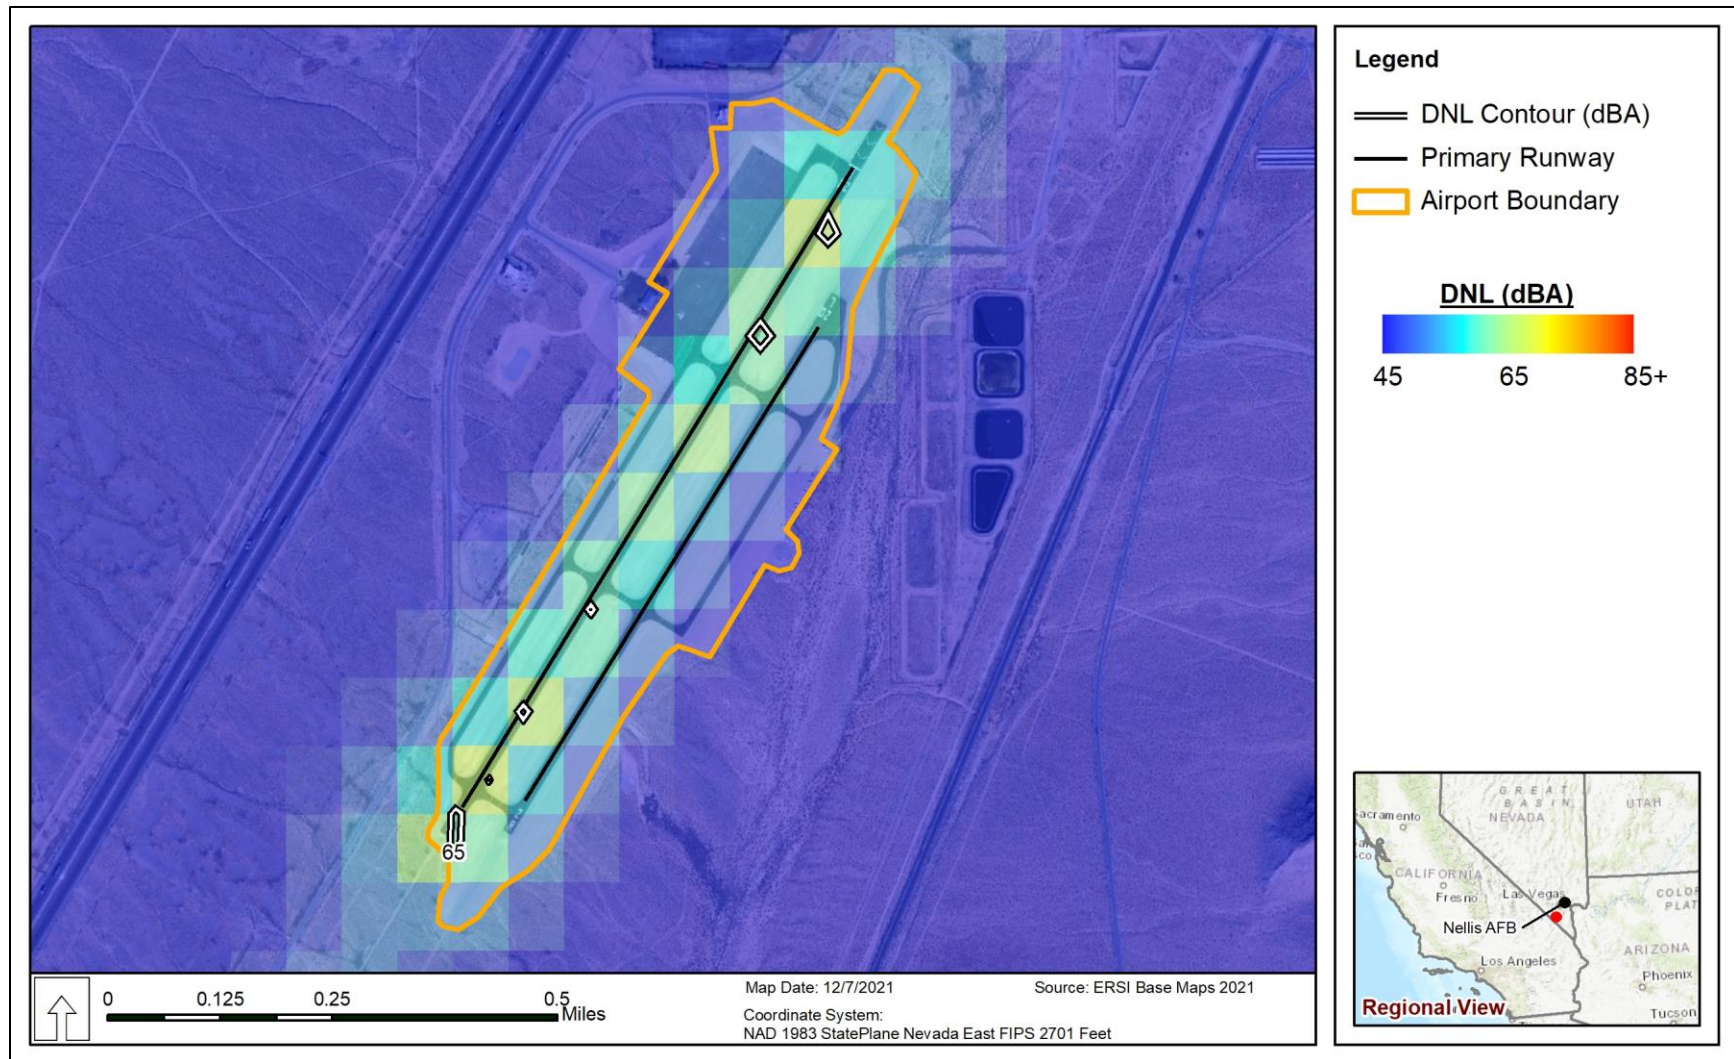 65
Legend
DNL Contour (dBA)
Primary Runway
Airport Boundary
DNL (dBA)
45 65 85+
GREAT
BASIN
NEVADA
UTAH
acramento
CALIFORNIA
Fresno
Las Vegas
COLO
PLAT
Nellis AFB
ARIZONA
Los Angeles
Phoenix
Tucson
Regional View
0 0.125 0.25 0.5
Miles
Map Date: 12/7/2021
Source: ERSI Base Maps 2021
Coordinate System:
NAD 1983 StatePlane Nevada East FIPS 2701 Feet